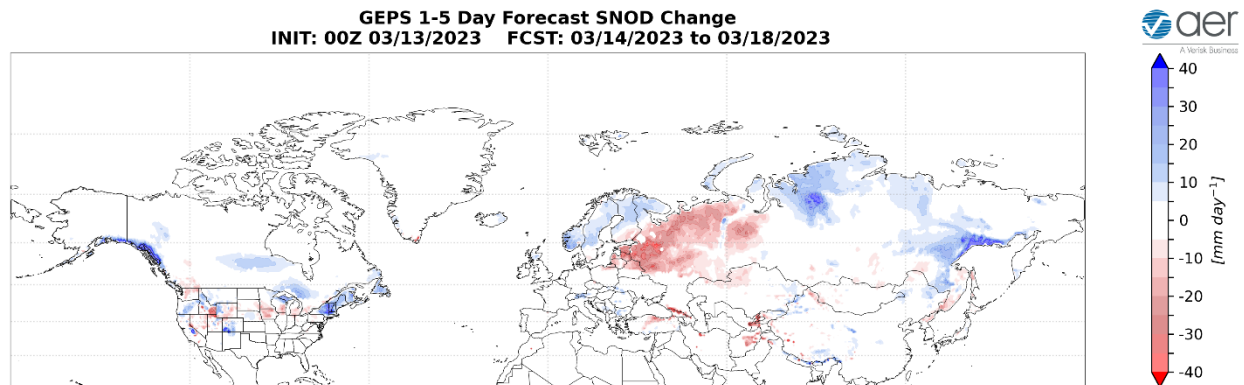 GEPS 1-5 Day Forecast SNOD Change
INIT: 00Z 03/13/2023 FCST: 03/14/2023 to 03/18/2023
aer
A Verisk Business
40
30
20
10
0
-10
-20
-30
-40
[mm day⁻¹]